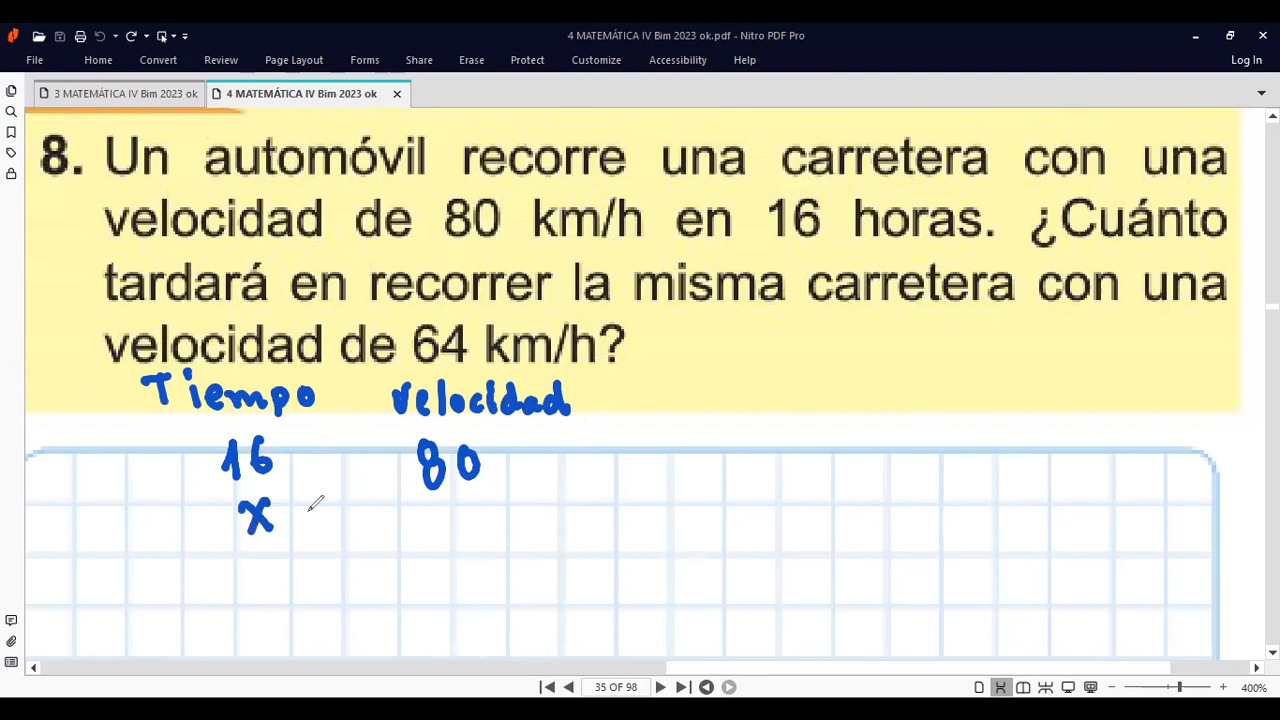 4 MATEMÁTICA IV Bim 2023 ok.pdf - Nitro PDF Pro
File Home Convert Review Page Layout Forms Share Erase Protect Customize Accessibility Help Log In
3 MATEMÁTICA IV Bim 2023 ok 4 MATEMÁTICA IV Bim 2023 ok
8. Un automóvil recorre una carretera con una
velocidad de 80 km/h en 16 horas. ¿Cuánto
tardará en recorrer la misma carretera con una
velocidad de 64 km/h?
Tiempo velocidad
16 80
x
35 OF 98 400%